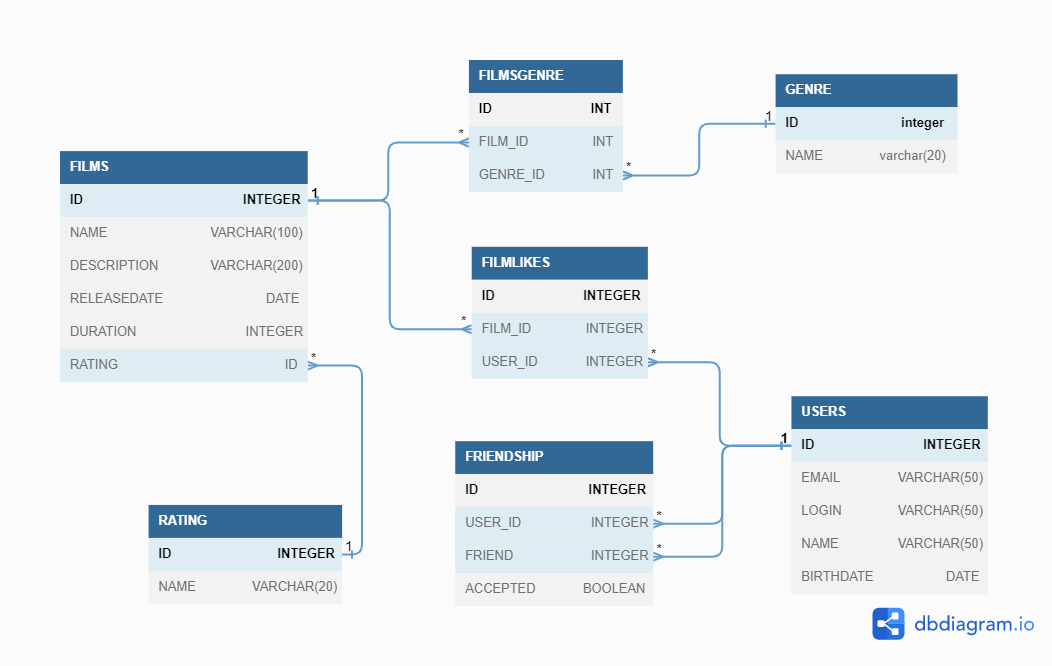 FILMS
ID INTEGER
NAME VARCHAR(100)
DESCRIPTION VARCHAR(200)
RELEASEDATE DATE
DURATION INTEGER
RATING ID
1
*
FILMSGENRE
ID INT
FILM_ID INT
GENRE_ID INT
*
*
GENRE
ID integer
NAME varchar(20)
1
FILMLIKES
ID INTEGER
FILM_ID INTEGER
USER_ID INTEGER
*
*
FRIENDSHIP
ID INTEGER
USER_ID INTEGER
FRIEND INTEGER
ACCEPTED BOOLEAN
*
*
USERS
ID INTEGER
EMAIL VARCHAR(50)
LOGIN VARCHAR(50)
NAME VARCHAR(50)
BIRTHDATE DATE
1
RATING
ID INTEGER
NAME VARCHAR(20)
1
dbdiagram.io